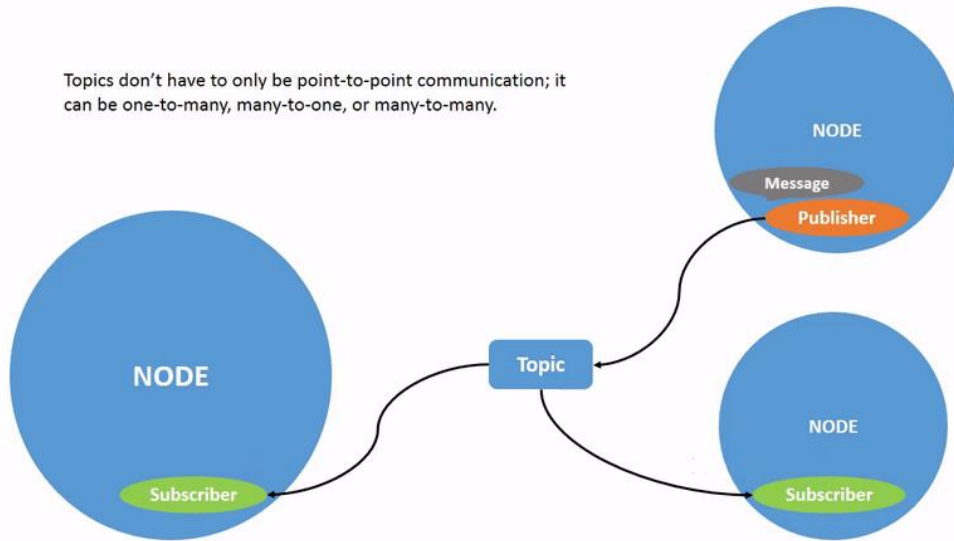 Topics don’t have to only be point-to-point communication; it
can be one-to-many, many-to-one, or many-to-many.
NODE
Message
Publisher
Topic
NODE
Subscriber
NODE
Subscriber